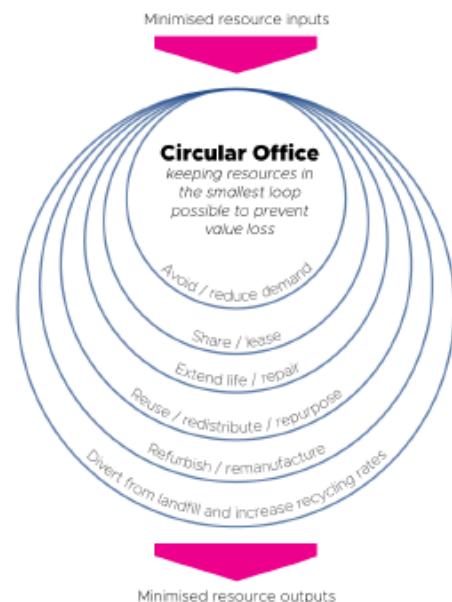 Minimised resource inputs
Circular Office
keeping resources in
the smallest loop
possible to prevent
value loss
Avoid / reduce demand
Share / lease
Extend life / repair
Reuse / redistribute / repurpose
Refurbish / remanufacture
Divert from landfill and increase recycling rates
Minimised resource outputs